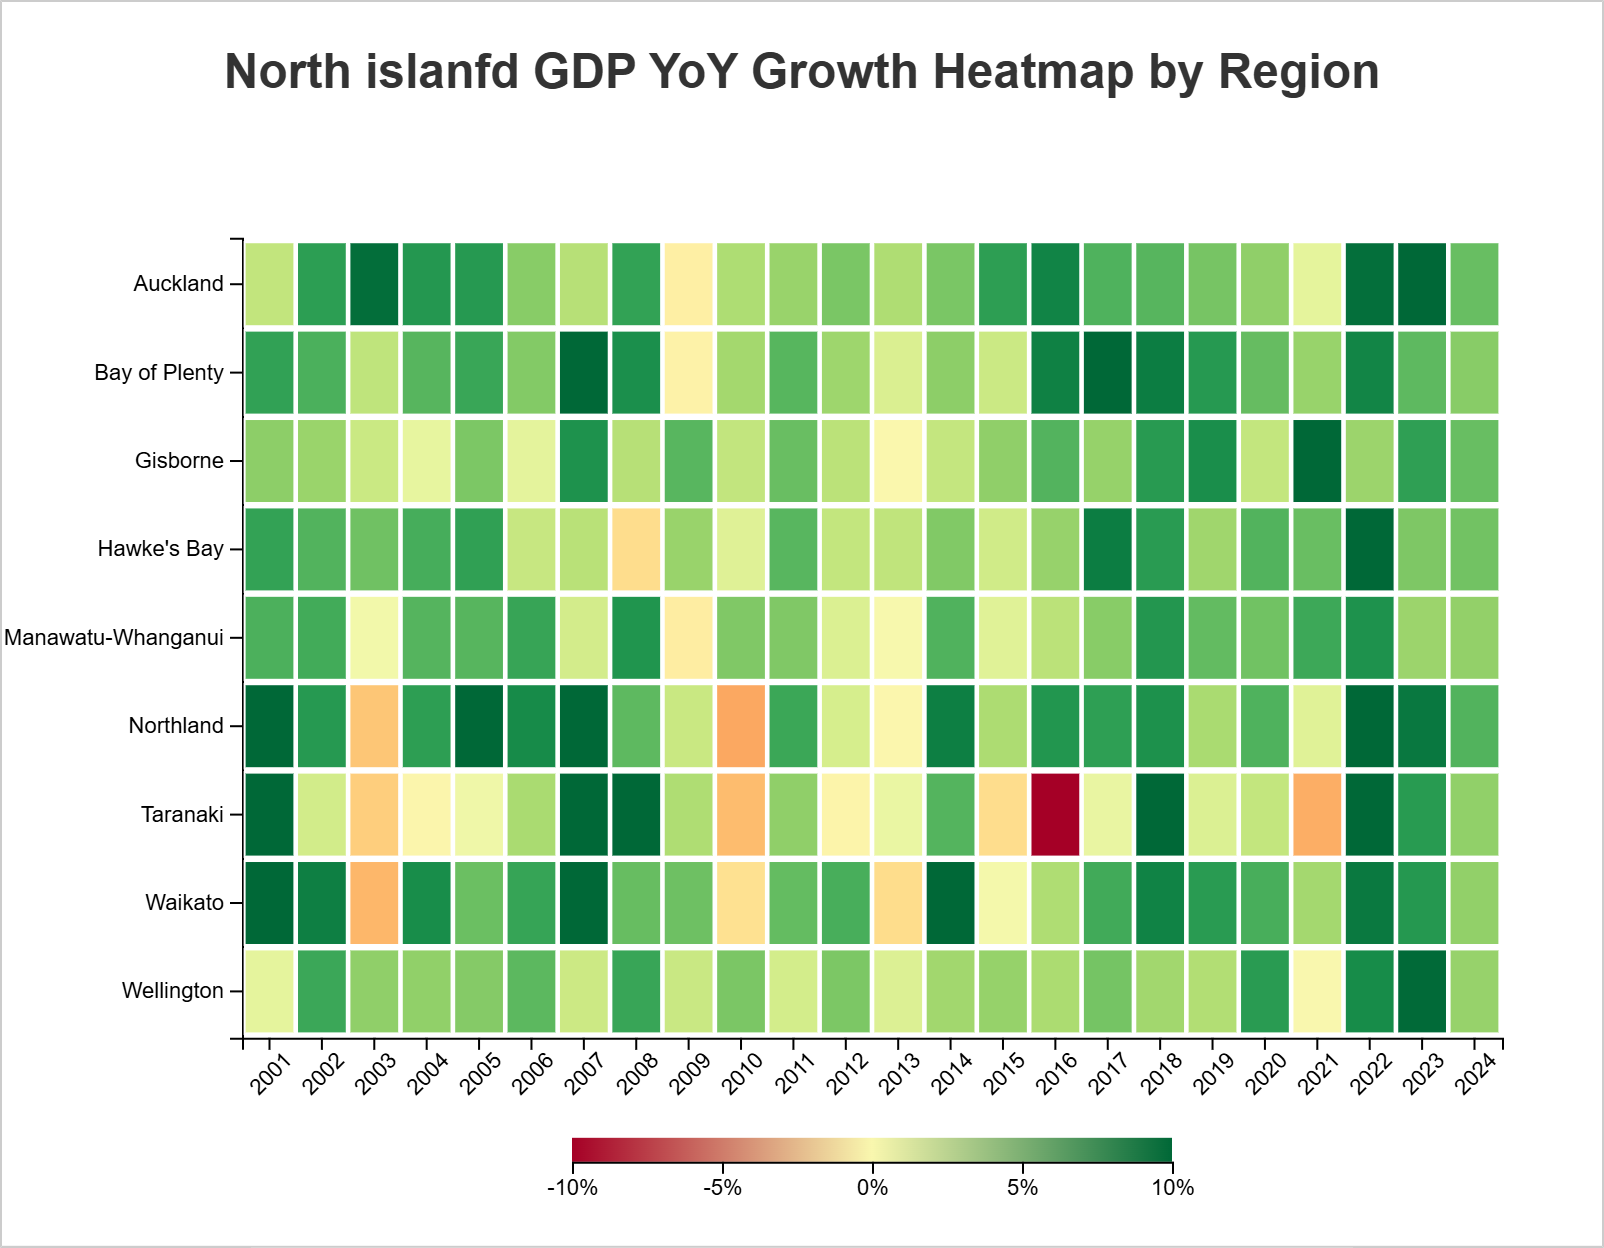 North islanfd GDP YoY Growth Heatmap by Region
Auckland
Bay of Plenty
Gisborne
Hawke's Bay
Manawatu-Whanganui
Northland
Taranaki
Waikato
Wellington
2001 2002 2003 2004 2005 2006 2007 2008 2009 2010 2011 2012 2013 2014 2015 2016 2017 2018 2019 2020 2021 2022 2023 2024
-10% -5% 0% 5% 10%